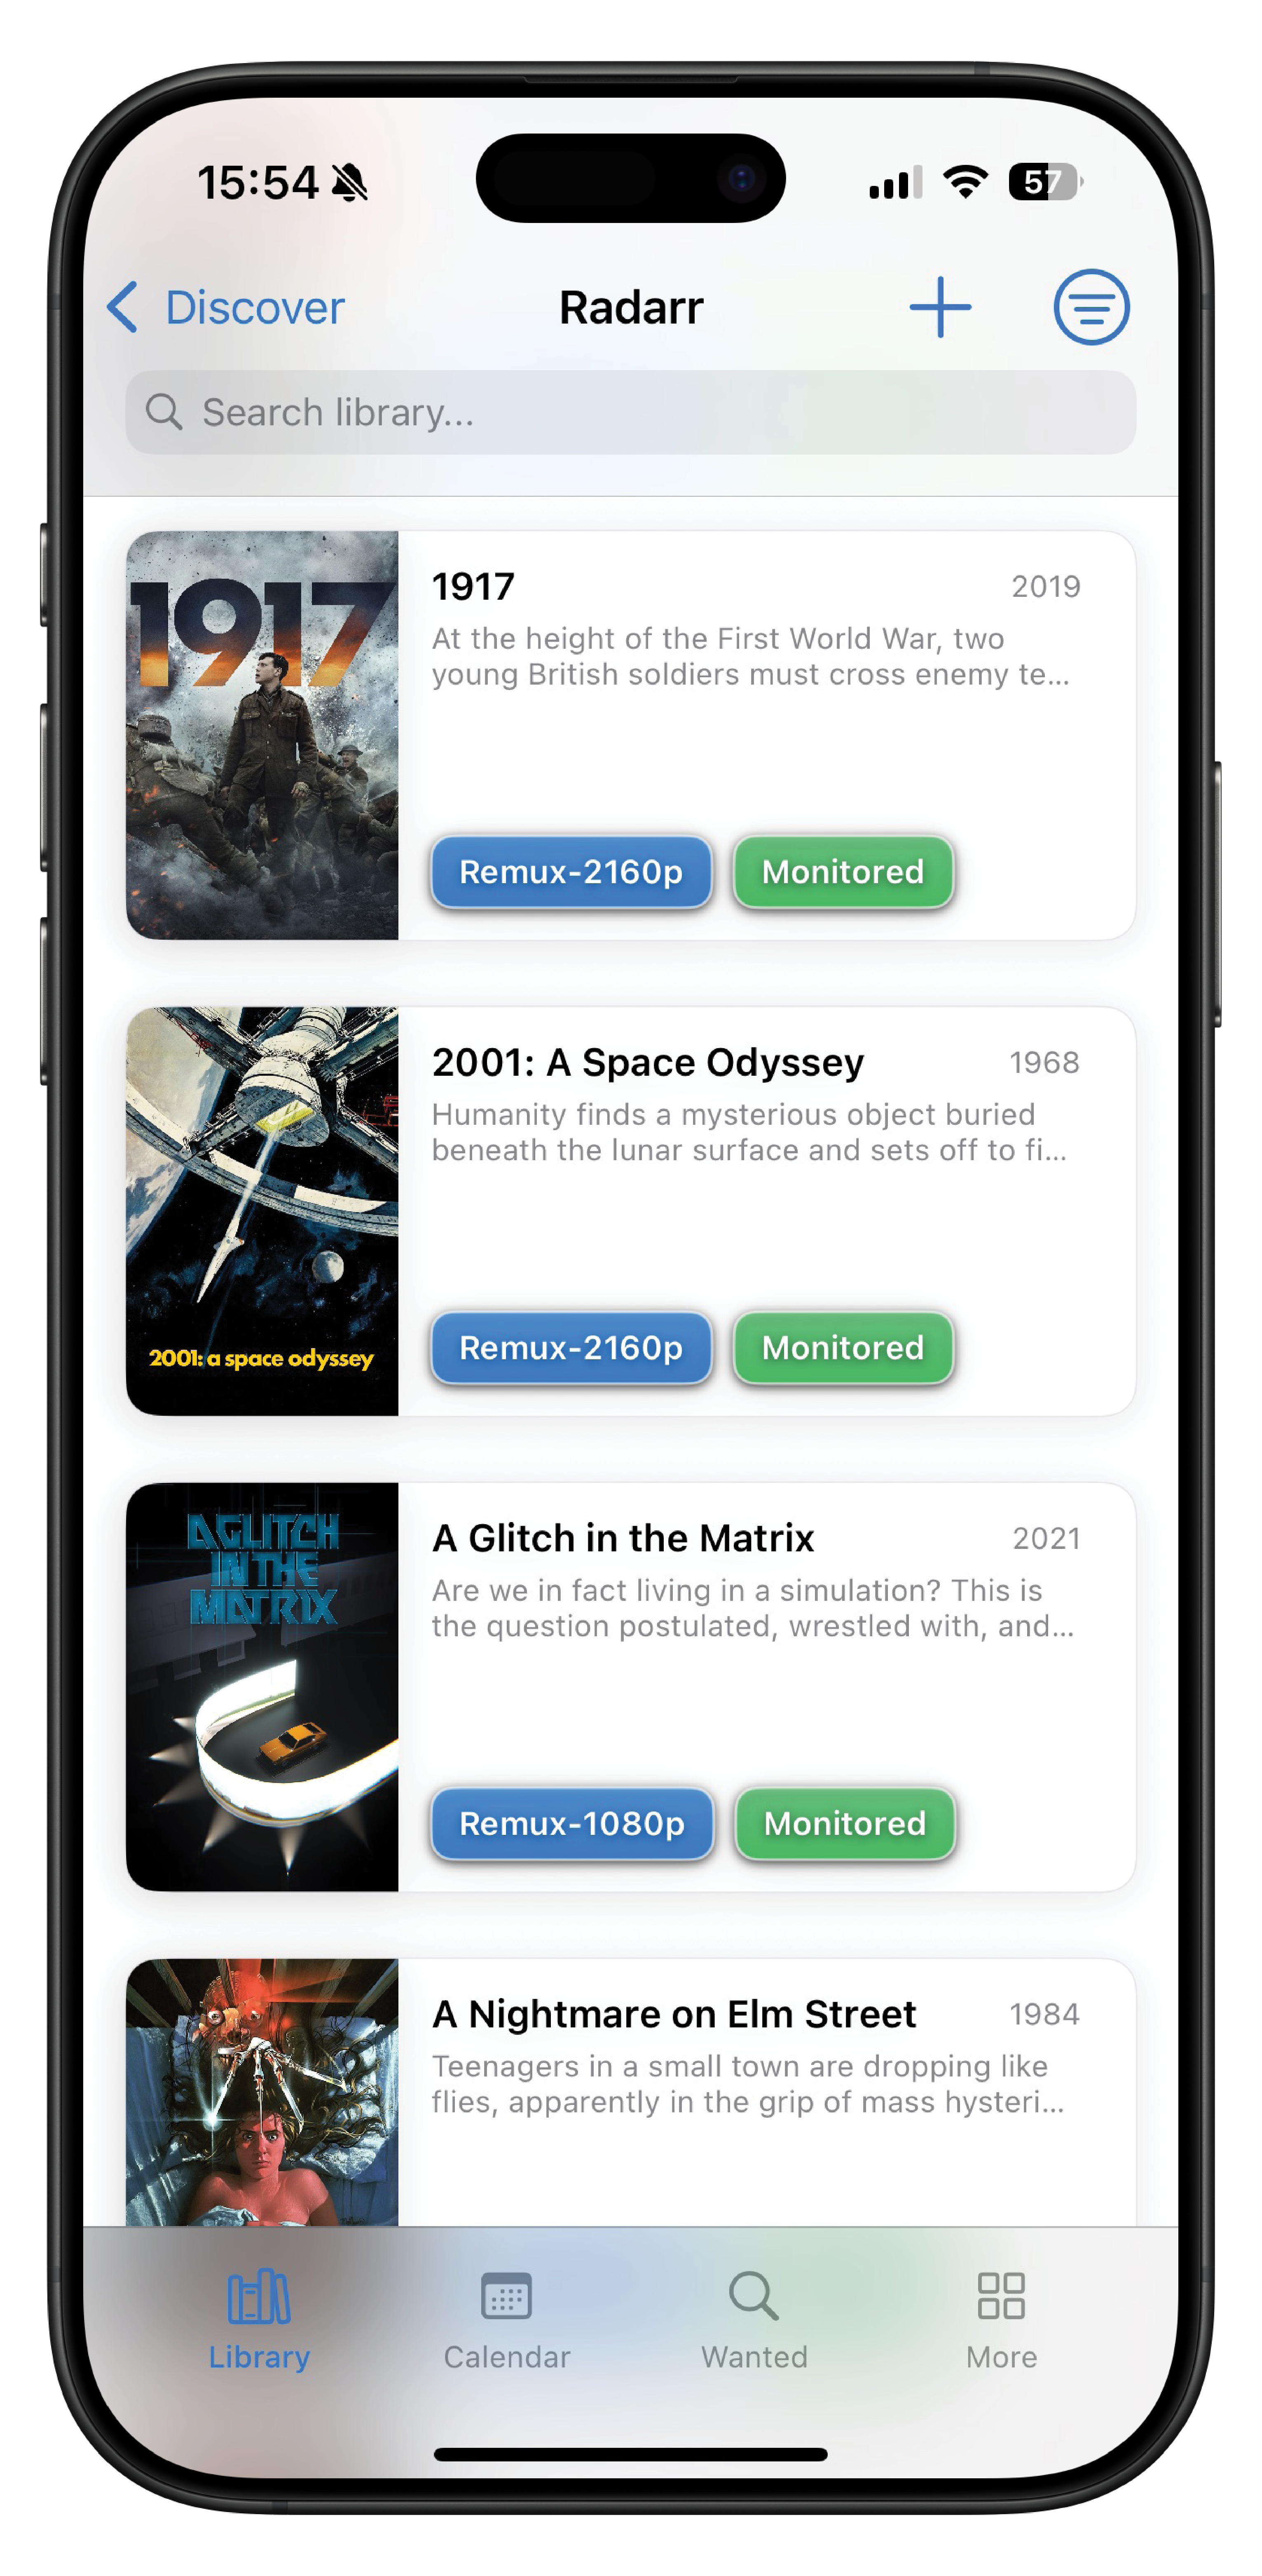 15:54
57
Discover
Radarr
Search library...
1917
1917
2019
At the height of the First World War, two
young British soldiers must cross enemy te...
Remux-2160p
Monitored
2001: a space odyssey
2001: A Space Odyssey
1968
Humanity finds a mysterious object buried
beneath the lunar surface and sets off to fi...
Remux-2160p
Monitored
A GLITCH
IN THE
MATRIX
A Glitch in the Matrix
2021
Are we in fact living in a simulation? This is
the question postulated, wrestled with, and...
Remux-1080p
Monitored
A Nightmare on Elm Street
1984
Teenagers in a small town are dropping like
flies, apparently in the grip of mass hysteri...
Library
Calendar
Wanted
More